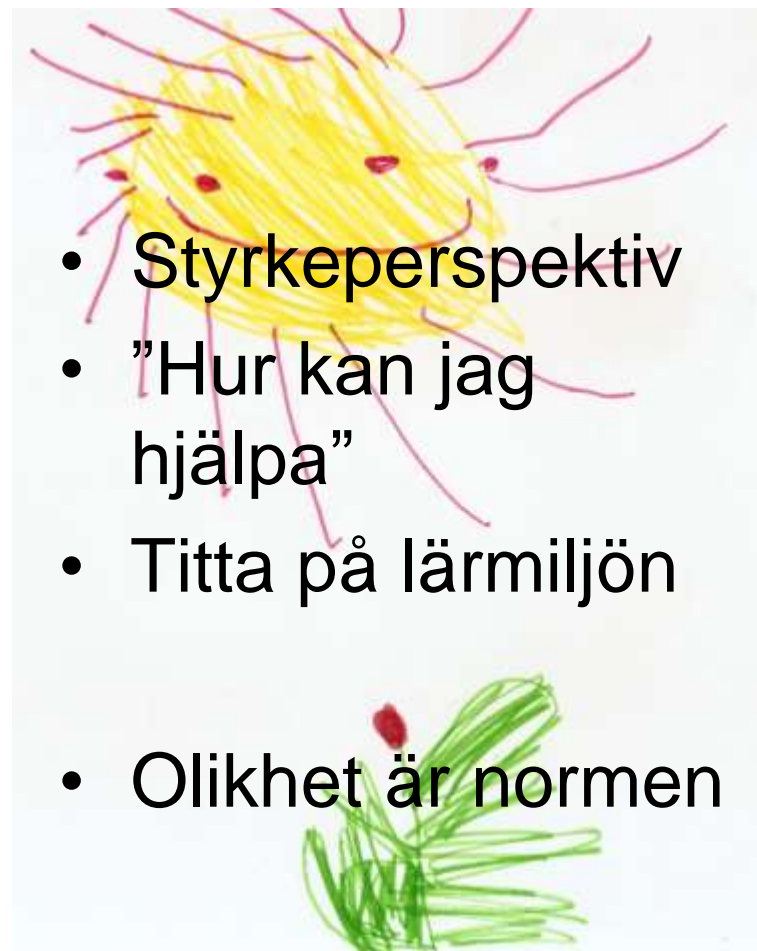 • Styrkeperspektiv
• ”Hur kan jag
hjälpa”
• Titta på lärmiljön
• Olikhet är normen